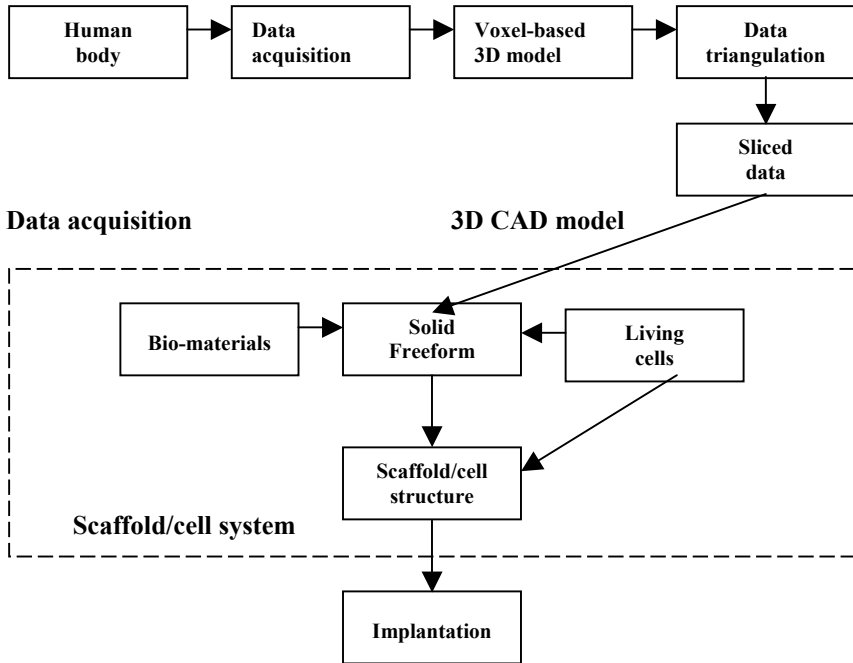 Human
body
Data
acquisition
Voxel-based
3D model
Data
triangulation
Sliced
data
Data acquisition
3D CAD model
Bio-materials
Solid
Freeform
Living
cells
Scaffold/cell
structure
Scaffold/cell system
Implantation